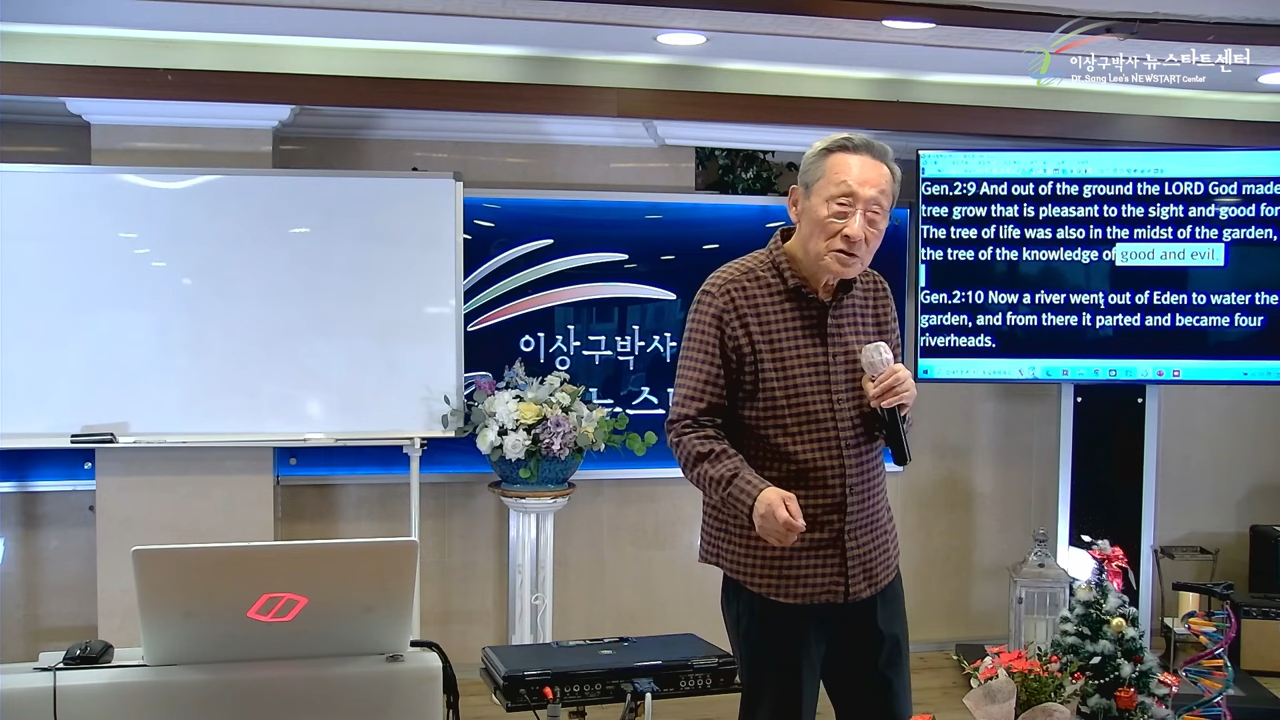 이상구박사 뉴스타트센터
Dr. Sang Lee's NEWSTART Center
Gen.2:9 And out of the ground the LORD God made
tree grow that is pleasant to the sight and good for
The tree of life was also in the midst of the garden,
the tree of the knowledge of good and evil.
Gen.2:10 Now a river went out of Eden to water the
garden, and from there it parted and became four
riverheads.
이상구박사
뉴스